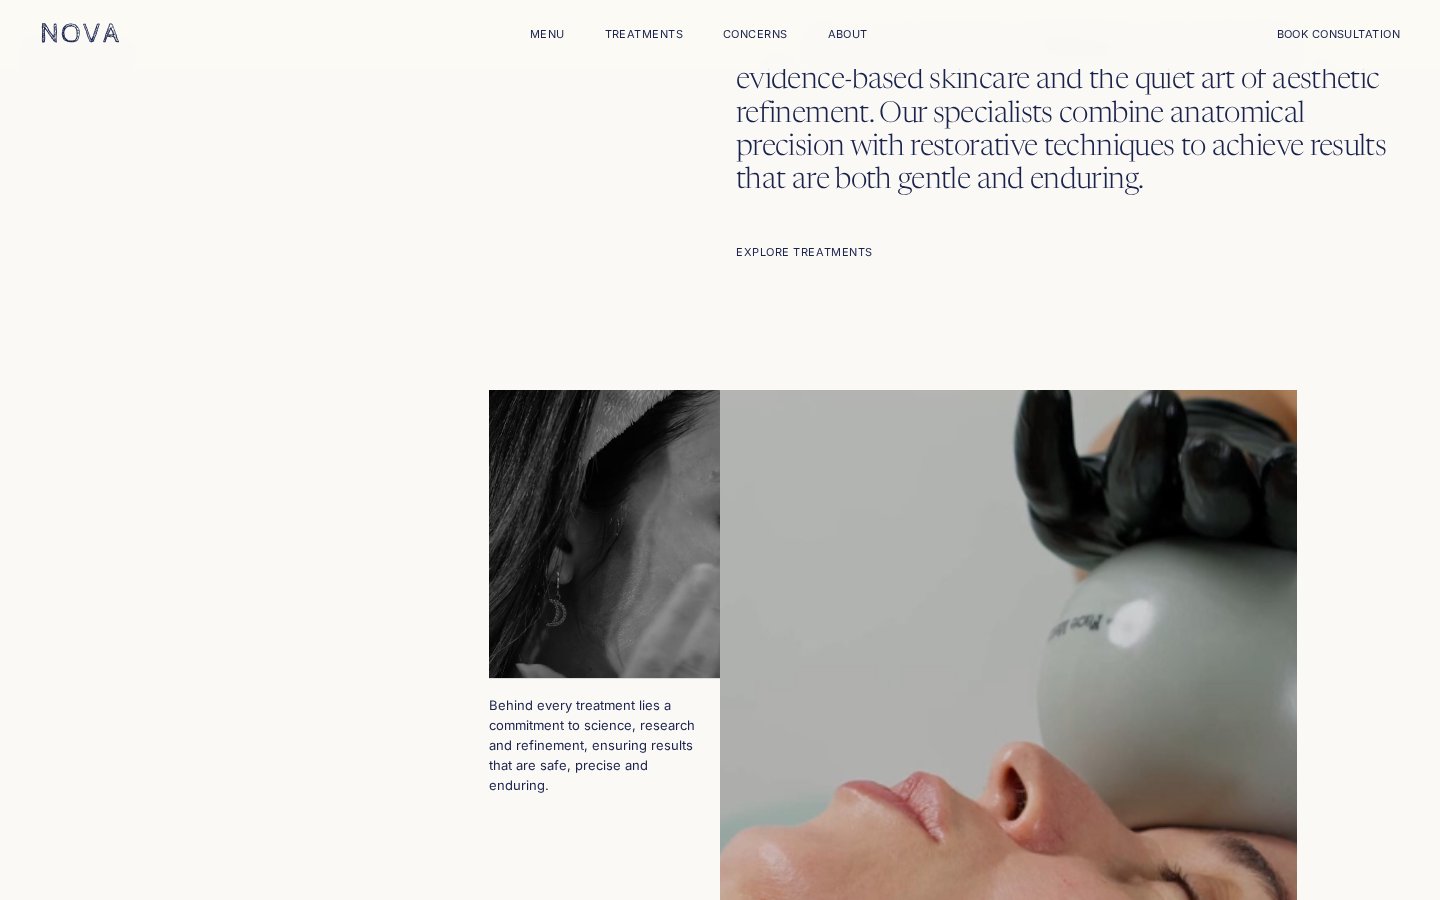 NOVA
MENU
TREATMENTS
CONCERNS
ABOUT
BOOK CONSULTATION
evidence-based skincare and the quiet art of aesthetic
refinement. Our specialists combine anatomical
precision with restorative techniques to achieve results
that are both gentle and enduring.
EXPLORE TREATMENTS
Behind every treatment lies a
commitment to science, research
and refinement, ensuring results
that are safe, precise and
enduring.